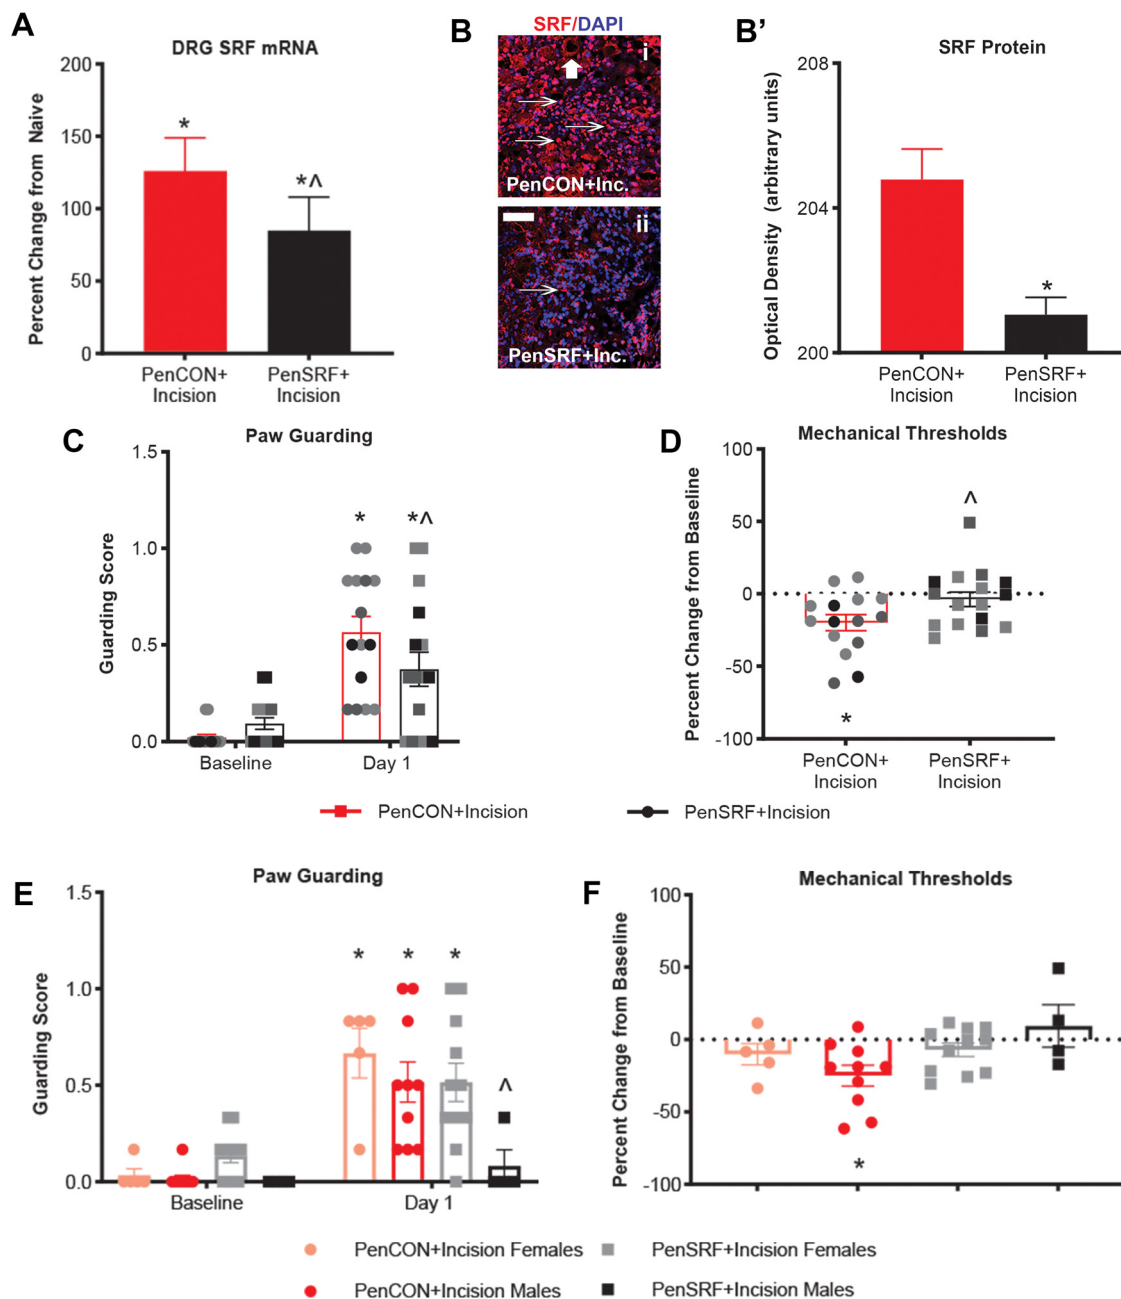 A
DRG SRF mRNA
Percent Change from Naive
200
150
100
50
0
*
*^
PenCON+
Incision
PenSRF+
Incision
B
SRF/DAPI
i
PenCON+Inc.
ii
PenSRF+Inc.
B’
SRF Protein
Optical Density (arbitrary units)
208
204
200
*
PenCON+
Incision
PenSRF+
Incision
C
Paw Guarding
Guarding Score
1.5
1.0
0.5
0.0
*
*^
Baseline
Day 1
D
Mechanical Thresholds
Percent Change from Baseline
100
50
0
-50
-100
^
*
PenCON+
Incision
PenSRF+
Incision
PenCON+Incision
PenSRF+Incision
E
Paw Guarding
Guarding Score
1.5
1.0
0.5
0.0
*
*
*
^
Baseline
Day 1
F
Mechanical Thresholds
Percent Change from Baseline
100
50
0
-50
-100
*
PenCON+Incision Females
PenSRF+Incision Females
PenCON+Incision Males
PenSRF+Incision Males